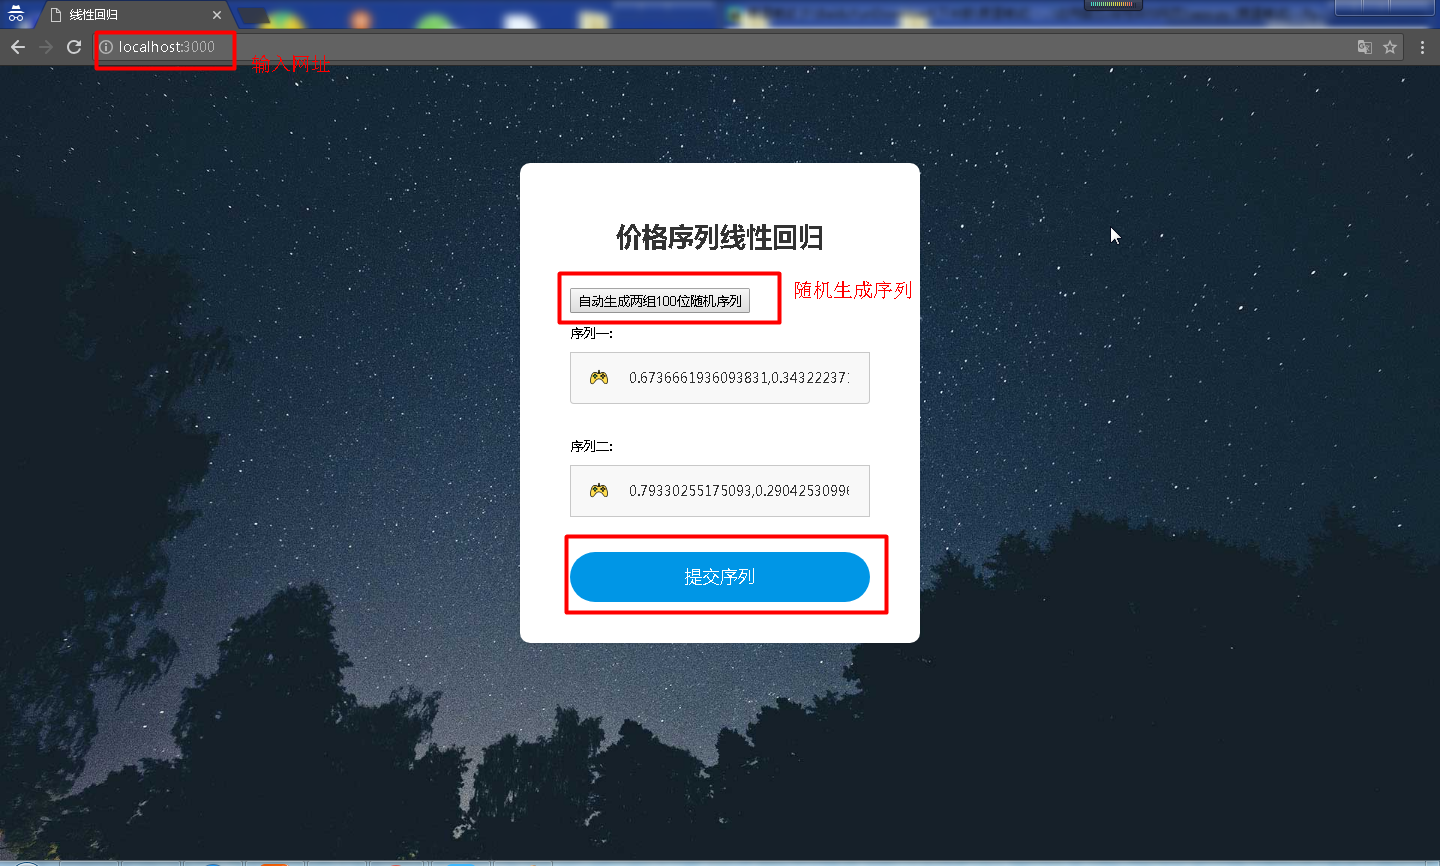 线性回归
localhost:3000
输入网址
价格序列线性回归
自动生成两组100位随机序列
随机生成序列
序列一:
0.6736661936093831,0.343222371
序列二:
0.79330255175093,0.2904253099
提交序列